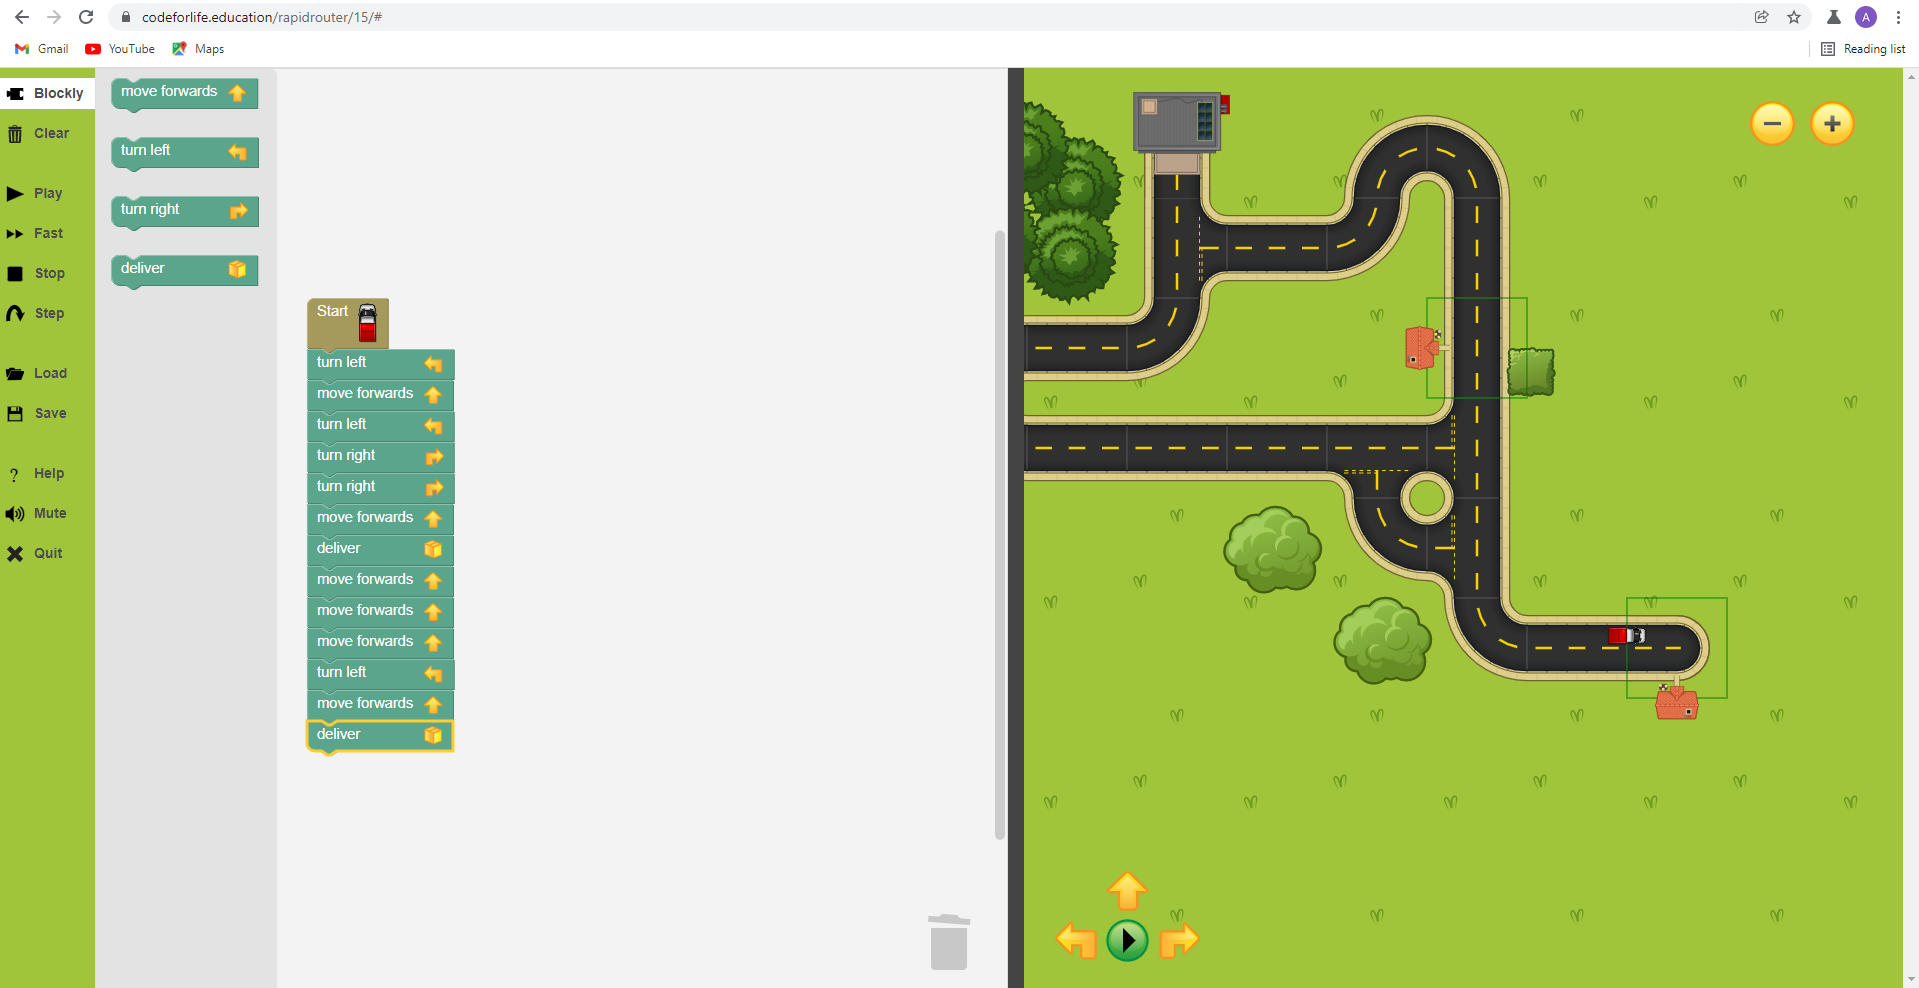 codeforlife.education/rapidrouter/15/#
A
Gmail
YouTube
Maps
Reading list
Blockly
Clear
Play
Fast
Stop
Step
Load
Save
? Help
Mute
Quit
move forwards
turn left
turn right
deliver
Start
turn left
move forwards
turn left
turn right
turn right
move forwards
deliver
move forwards
move forwards
move forwards
turn left
move forwards
deliver